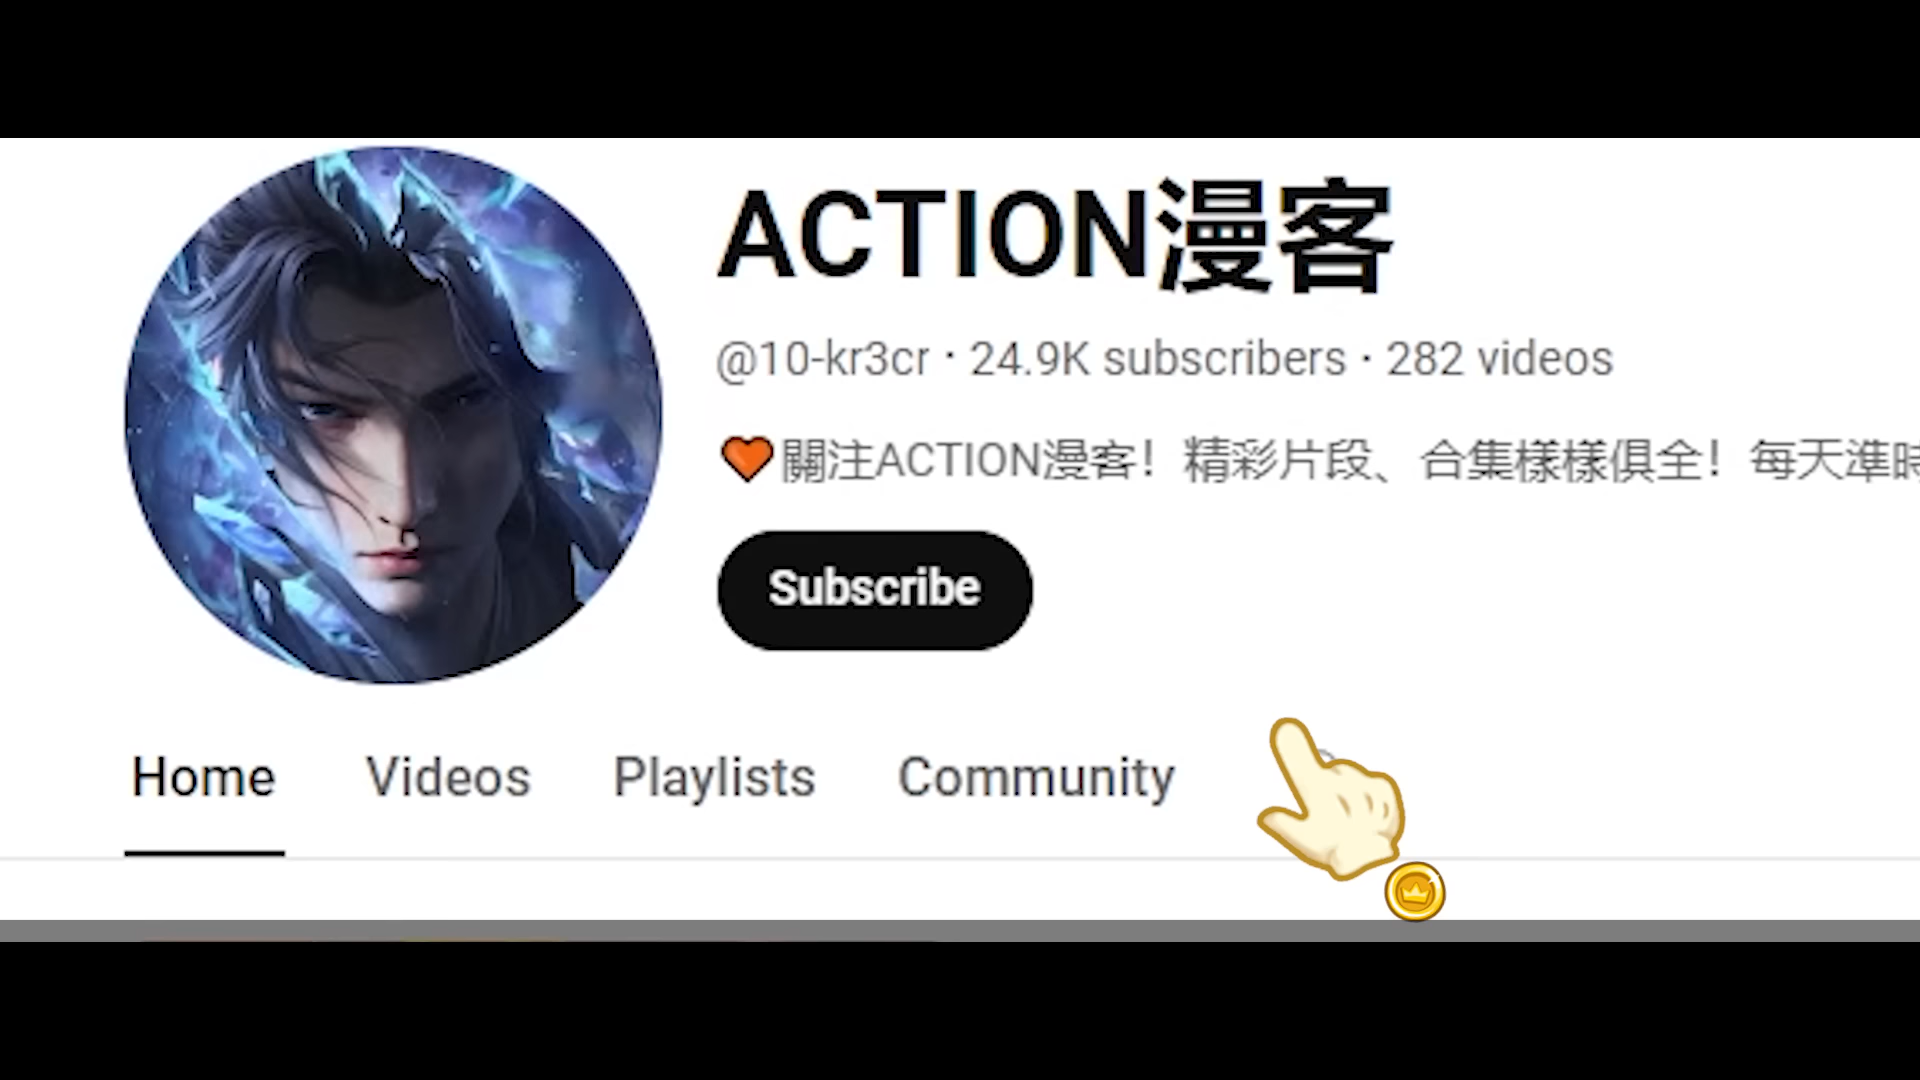 ACTION漫客
@10-kr3cr · 24.9K subscribers · 282 videos
🧡關注ACTION漫客！精彩片段、合集樣樣俱全！每天準時
Subscribe
Home Videos Playlists Community